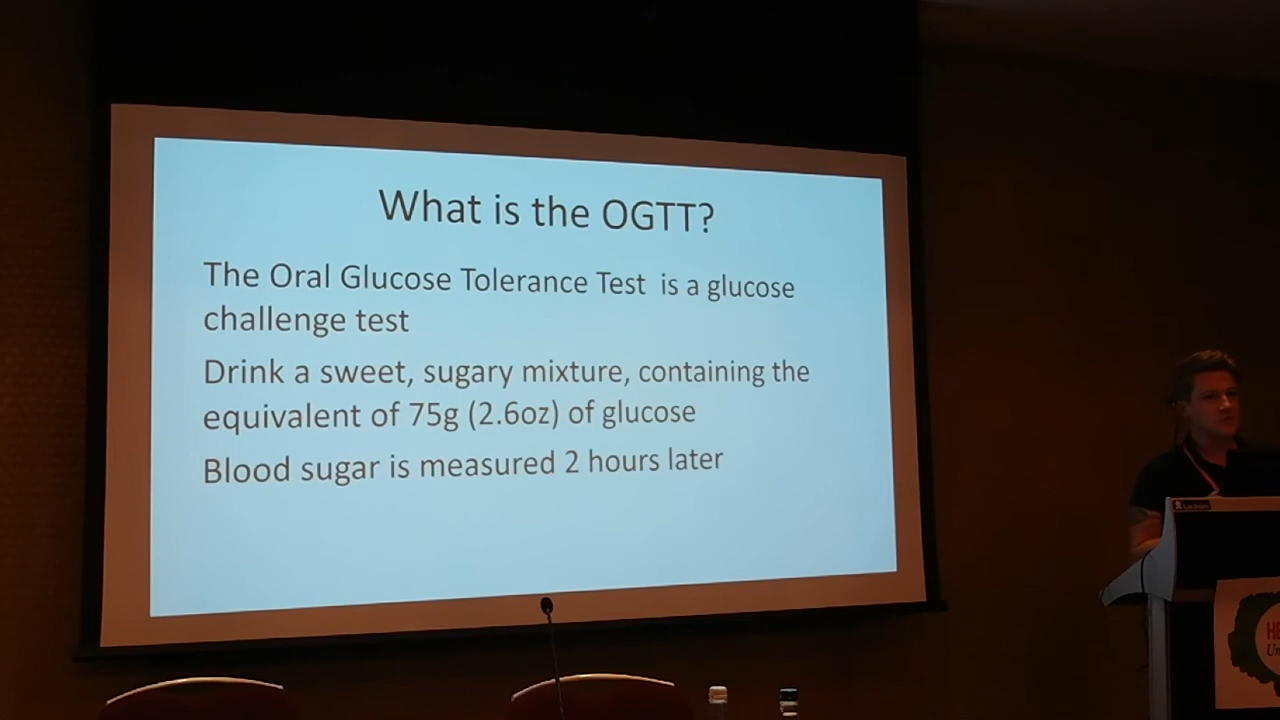 What is the OGTT?
The Oral Glucose Tolerance Test is a glucose
challenge test
Drink a sweet, sugary mixture, containing the
equivalent of 75g (2.6oz) of glucose
Blood sugar is measured 2 hours later